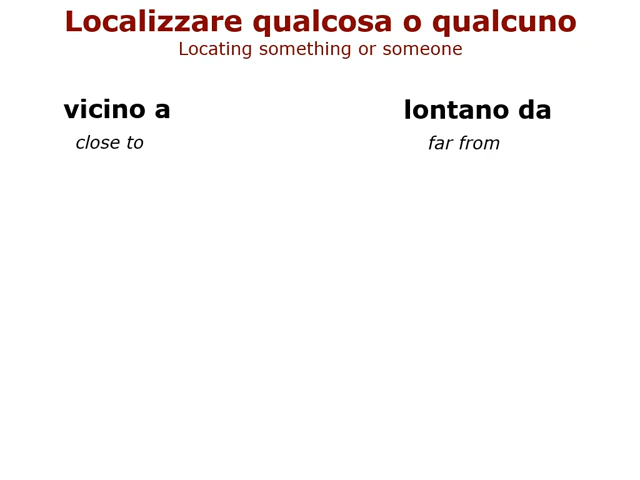 Localizzare qualcosa o qualcuno
Locating something or someone
vicino a
lontano da
close to
far from